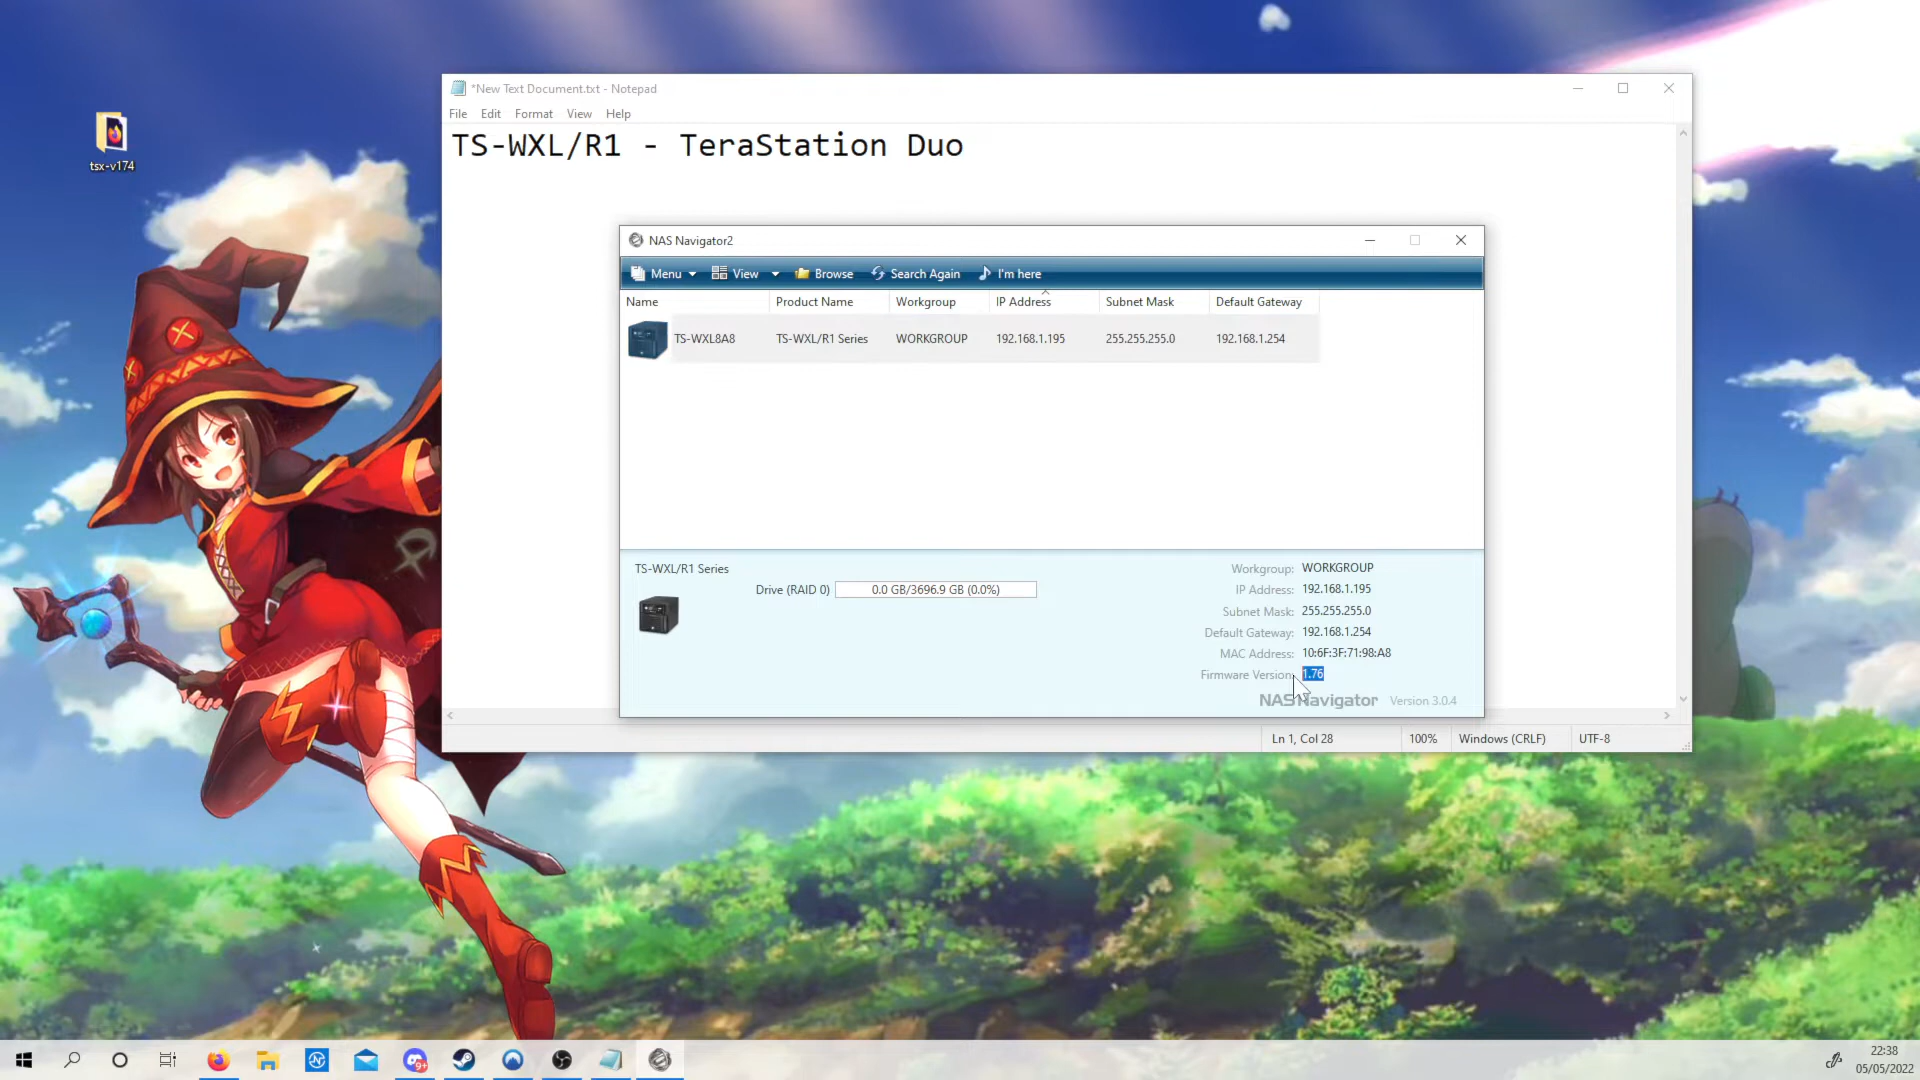 *New Text Document.txt - Notepad
File Edit Format View Help
TS-WXL/R1 - TeraStation Duo
tsx-v174
NAS Navigator2
Menu View Browse Search Again I'm here
Name Product Name Workgroup IP Address Subnet Mask Default Gateway
TS-WXL8A8 TS-WXL/R1 Series WORKGROUP 192.168.1.195 255.255.255.0 192.168.1.254
TS-WXL/R1 Series
Drive (RAID 0) 0.0 GB/3696.9 GB (0.0%)
Workgroup: WORKGROUP
IP Address: 192.168.1.195
Subnet Mask: 255.255.255.0
Default Gateway: 192.168.1.254
MAC Address: 10:6F:3F:71:98:A8
Firmware Version: 1.76
NAS Navigator Version 3.0.4
Ln 1, Col 28 100% Windows (CRLF) UTF-8
9+
22:38
05/05/2022